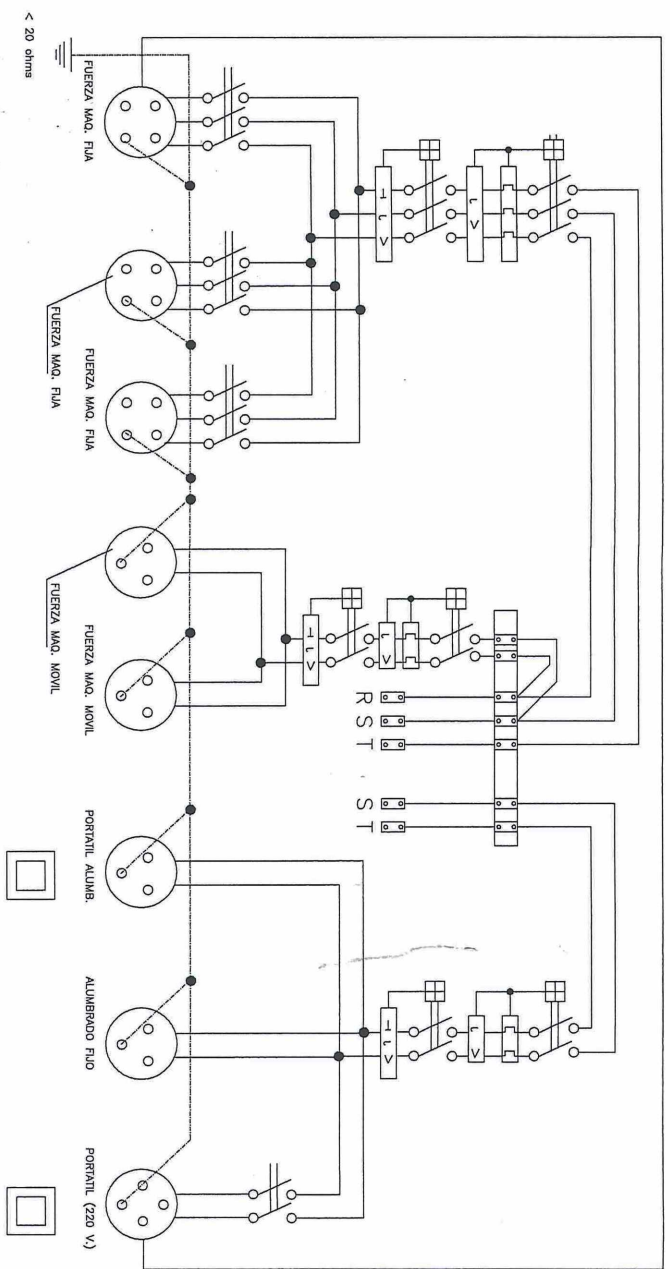 < 20 ohms
FUERZA MAQ. FIJA
FUERZA MAQ. FIJA
FUERZA MAQ. FIJA
FUERZA MAQ. MOVIL
FUERZA MAQ. MOVIL
PORTATIL ALUMB.
ALUMBRADO FIJO
PORTATIL (220 V.)
R
S
T
S
T